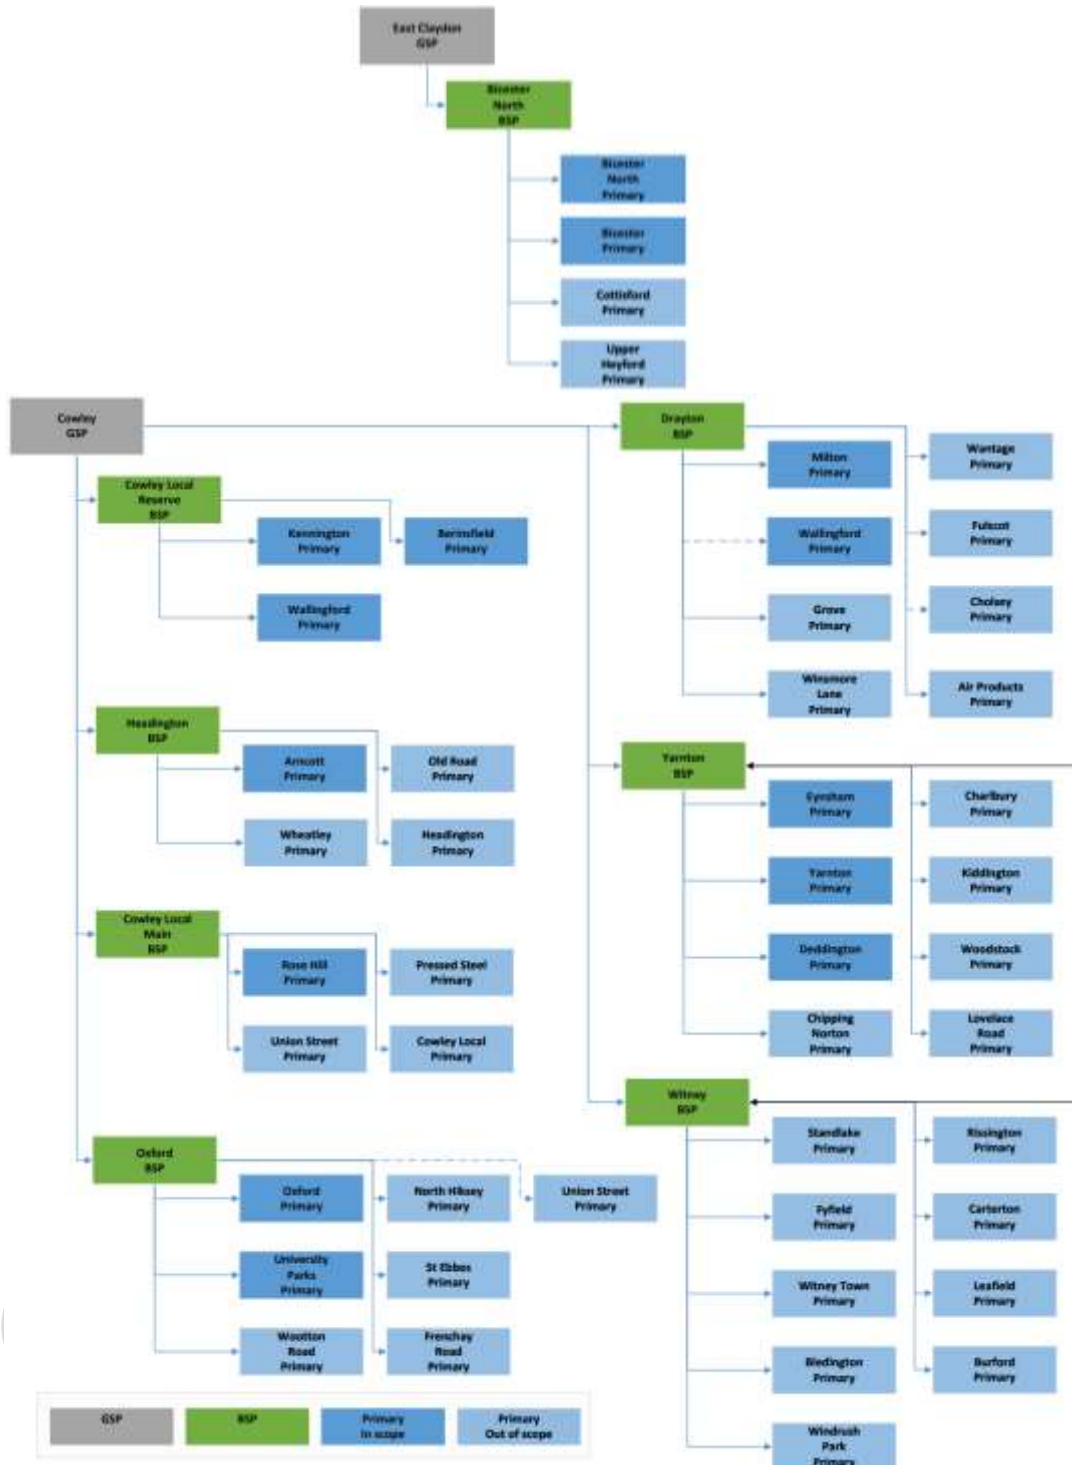 East Claydon
GSP
Bicester
North
BSP
Bicester
North
Primary
Bicester
Primary
Cottisford
Primary
Upper
Heyford
Primary
Cowley
GSP
Cowley Local
Reserve
BSP
Kennington
Primary
Berinsfield
Primary
Wallingford
Primary
Headington
BSP
Arncott
Primary
Old Road
Primary
Wheatley
Primary
Headington
Primary
Cowley Local
Main
BSP
Rose Hill
Primary
Pressed Steel
Primary
Union Street
Primary
Cowley Local
Primary
Oxford
BSP
Oxford
Primary
North Hiksey
Primary
Union Street
Primary
University
Parks
Primary
St Ebbes
Primary
Wootton
Road
Primary
Frenchay
Road
Primary
Drayton
BSP
Milton
Primary
Wantage
Primary
Wallingford
Primary
Fulscot
Primary
Grove
Primary
Cholsey
Primary
Winsmore
Lane
Primary
Air Products
Primary
Yarnton
BSP
Eynsham
Primary
Charlbury
Primary
Yarnton
Primary
Kiddington
Primary
Deddington
Primary
Woodstock
Primary
Chipping
Norton
Primary
Lovelace
Road
Primary
Witney
BSP
Standlake
Primary
Rissington
Primary
Fyfield
Primary
Carterton
Primary
Witney Town
Primary
Leafield
Primary
Bledington
Primary
Burford
Primary
Windrush
Park
Primary
GSP
BSP
Primary
In scope
Primary
Out of scope